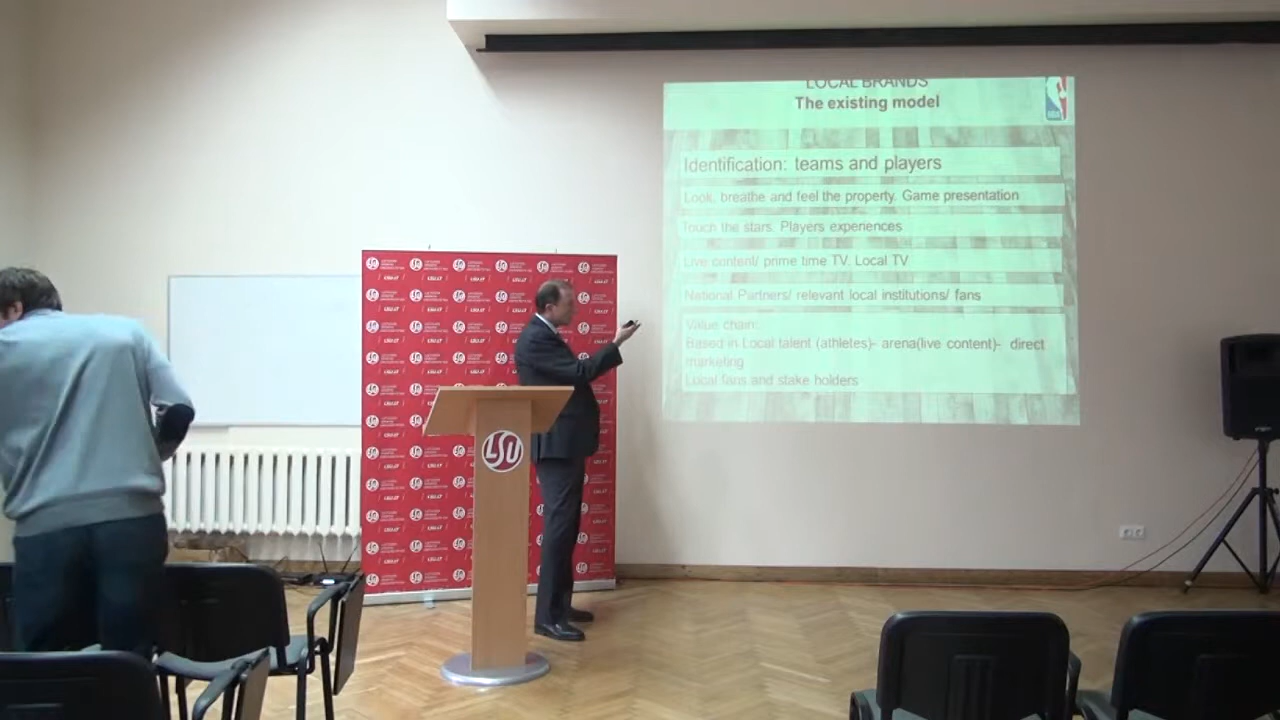 LOCAL BRANDS
The existing model
Identification: teams and players
Look, breathe and feel the property. Game presentation
Touch the stars. Players experiences
Live content/ prime time TV. Local TV
National Partners/ relevant local institutions/ fans
Value chain:
Based in Local talent (athletes)- arena(live content)- direct
marketing
Local fans and stake holders
LSU
LSU.LT